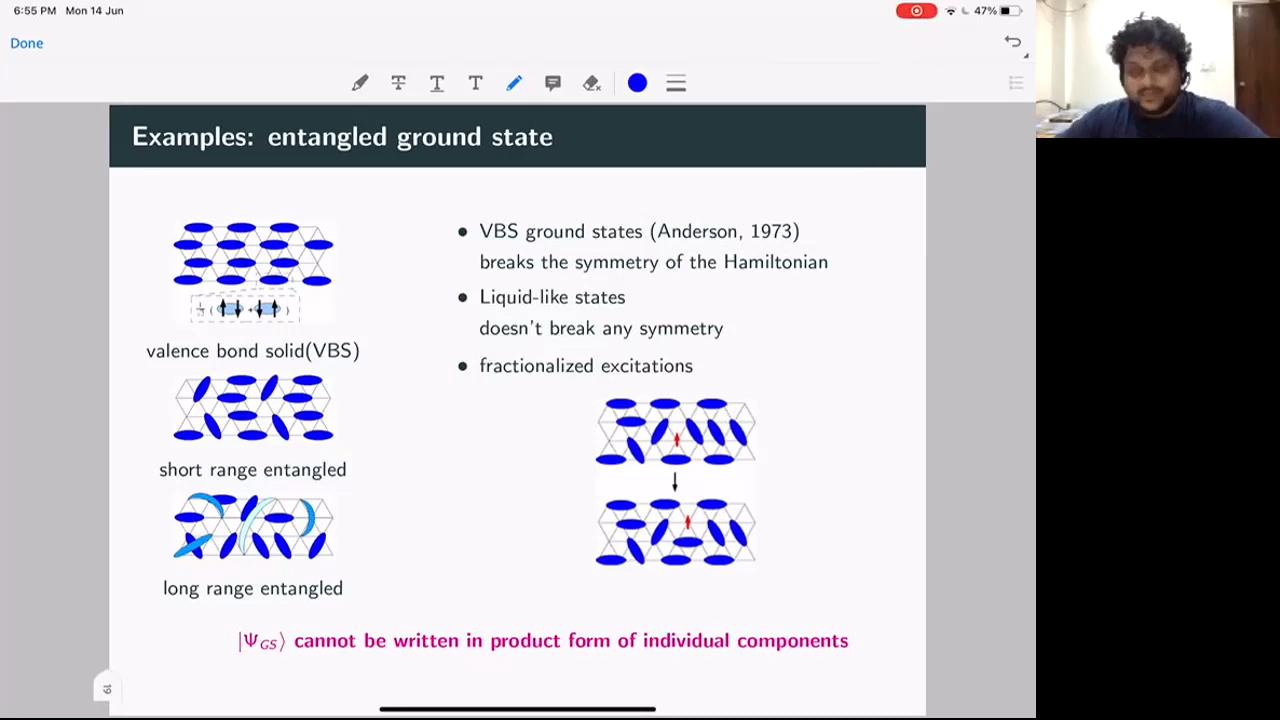 6:55 PM Mon 14 Jun
47%
Done
Examples: entangled ground state
valence bond solid(VBS)
short range entangled
long range entangled
• VBS ground states (Anderson, 1973)
breaks the symmetry of the Hamiltonian
• Liquid-like states
doesn't break any symmetry
• fractionalized excitations
|Ψ_GS⟩ cannot be written in product form of individual components
19